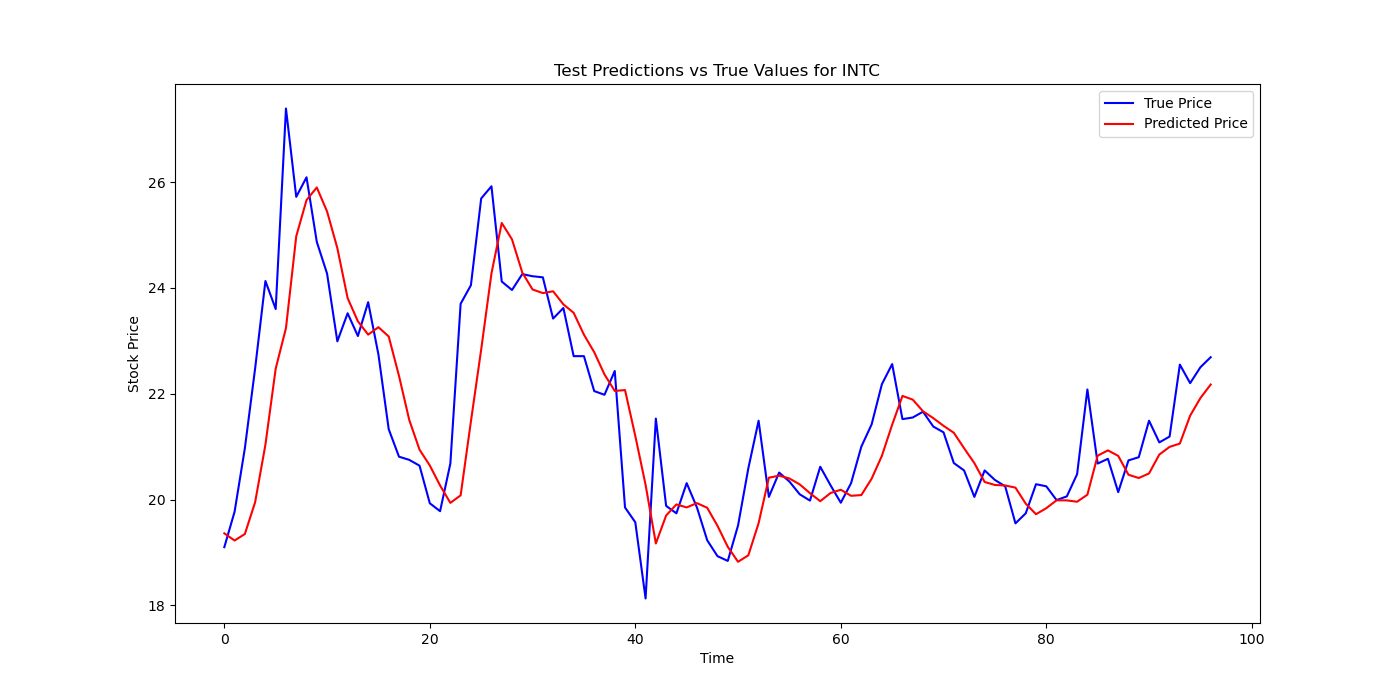 Test Predictions vs True Values for INTC
True Price
Predicted Price
Stock Price
26
24
22
20
18
0 20 40 60 80 100
Time